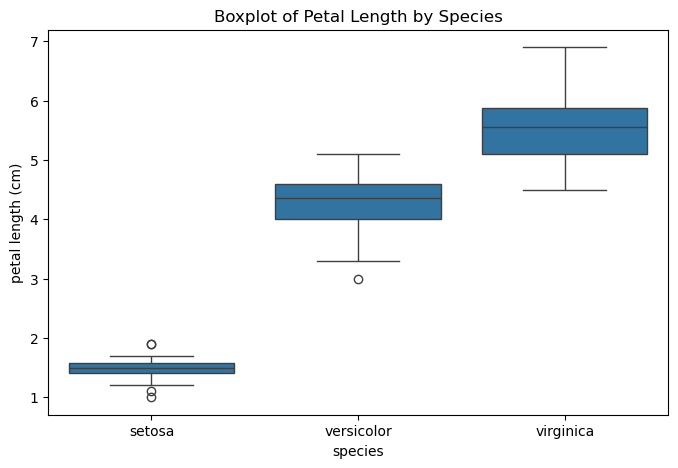 Boxplot of Petal Length by Species
petal length (cm)
7
6
5
4
3
2
1
setosa versicolor virginica
species